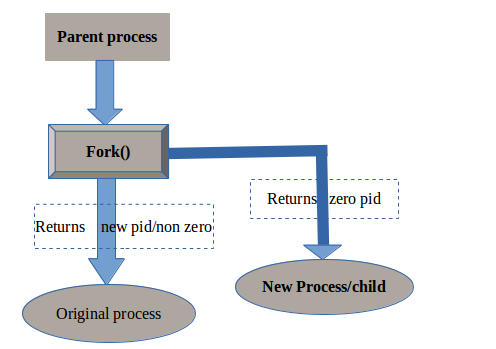 Parent process
Fork()
Returns zero pid
Returns new pid/non zero
New Process/child
Original process